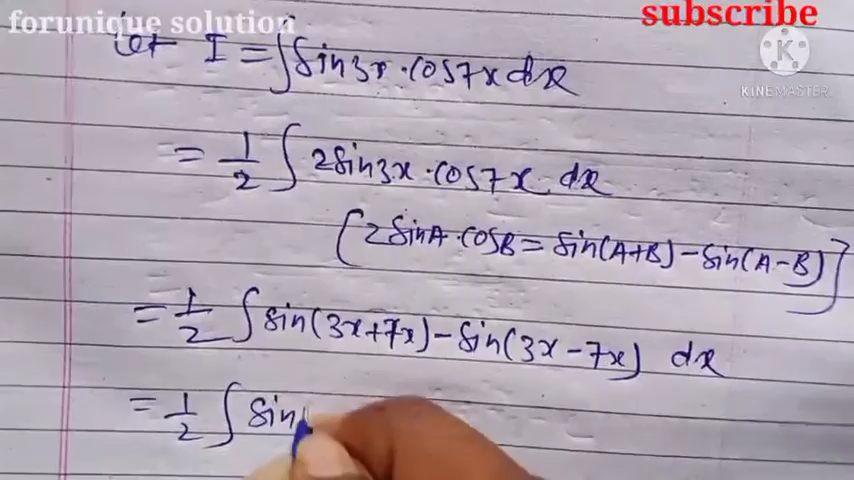 forunique solution
subscribe
KINEMASTER
let I = ∫ sin3x · cos7x dx
= 1/2 ∫ 2sin3x · cos7x dx
[2sinA · cosB = sin(A+B) - sin(A-B)]
= 1/2 ∫ sin(3x+7x) - sin(3x-7x) dx
= 1/2 ∫ sin